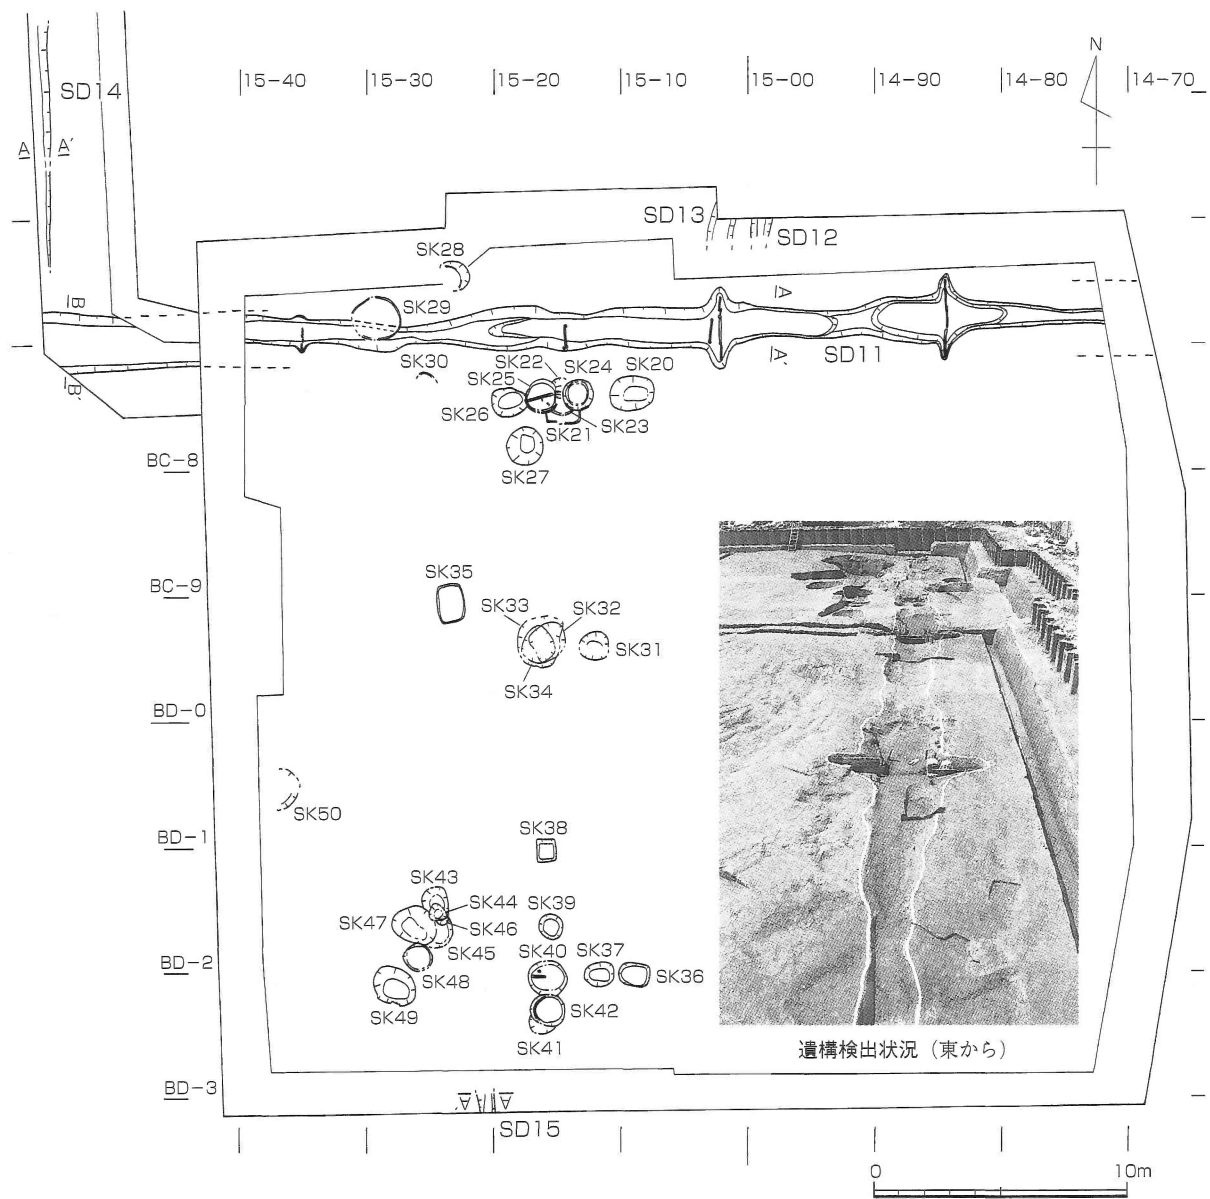 N
15-40 15-30 15-20 15-10 15-00 14-90 14-80 14-70
SD14
A A′
SD13
SD12
SK28
B
SK29
A
SD11
A′
SK30
SK22 SK24 SK20
SK25
SK26
SK21 SK23
B′
BC-8
SK27
BC-9
SK35
SK33 SK32
SK31
SK34
BD-0
SK50
BD-1
SK38
SK43
SK44
SK47
SK46
SK39
SK45
SK40 SK37
BD-2
SK48
SK36
SK49
SK42
SK41
遺構検出状況（東から）
BD-3
A′ A
SD15
0 10m